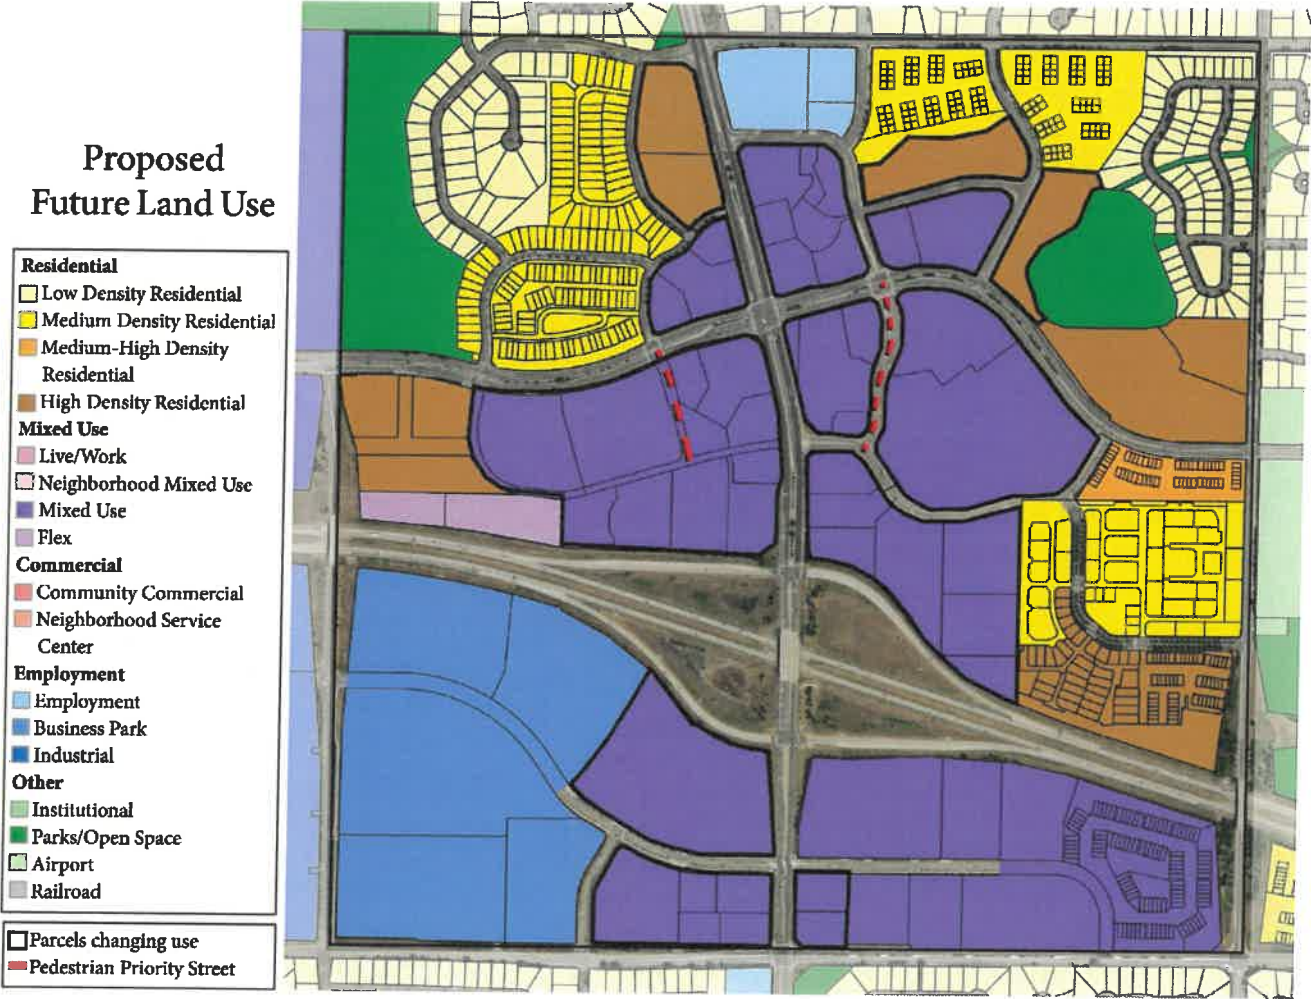 Proposed
Future Land Use
Residential
Low Density Residential
Medium Density Residential
Medium-High Density
Residential
High Density Residential
Mixed Use
Live/Work
Neighborhood Mixed Use
Mixed Use
Flex
Commercial
Community Commercial
Neighborhood Service
Center
Employment
Employment
Business Park
Industrial
Other
Institutional
Parks/Open Space
Airport
Railroad
Parcels changing use
Pedestrian Priority Street